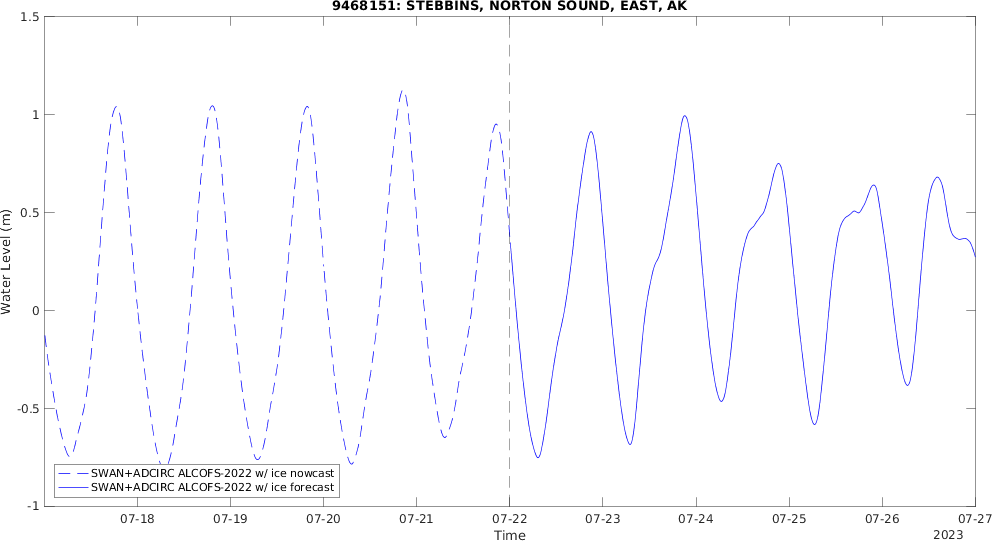 9468151: STEBBINS, NORTON SOUND, EAST, AK
1.5
1
0.5
0
-0.5
-1
Water Level (m)
SWAN+ADCIRC ALCOFS-2022 w/ ice nowcast
SWAN+ADCIRC ALCOFS-2022 w/ ice forecast
07-18 07-19 07-20 07-21 07-22 07-23 07-24 07-25 07-26 07-27
Time
2023